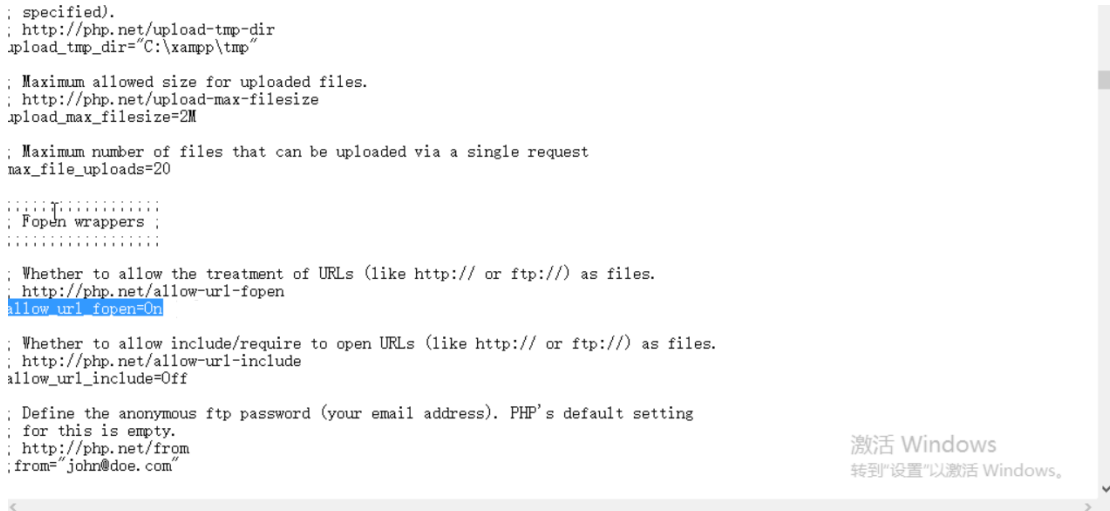 ; specified).
; http://php.net/upload-tmp-dir
upload_tmp_dir="C:\xampp\tmp"
; Maximum allowed size for uploaded files.
; http://php.net/upload-max-filesize
upload_max_filesize=2M
; Maximum number of files that can be uploaded via a single request
max_file_uploads=20
;;;;;;;;;;;;;;;;;;
; Fopen wrappers ;
;;;;;;;;;;;;;;;;;;
; Whether to allow the treatment of URLs (like http:// or ftp://) as files.
; http://php.net/allow-url-fopen
allow_url_fopen=On
; Whether to allow include/require to open URLs (like http:// or ftp://) as files.
; http://php.net/allow-url-include
allow_url_include=Off
; Define the anonymous ftp password (your email address). PHP's default setting
; for this is empty.
; http://php.net/from
;from="john@doe.com"
激活 Windows
转到"设置"以激活 Windows。